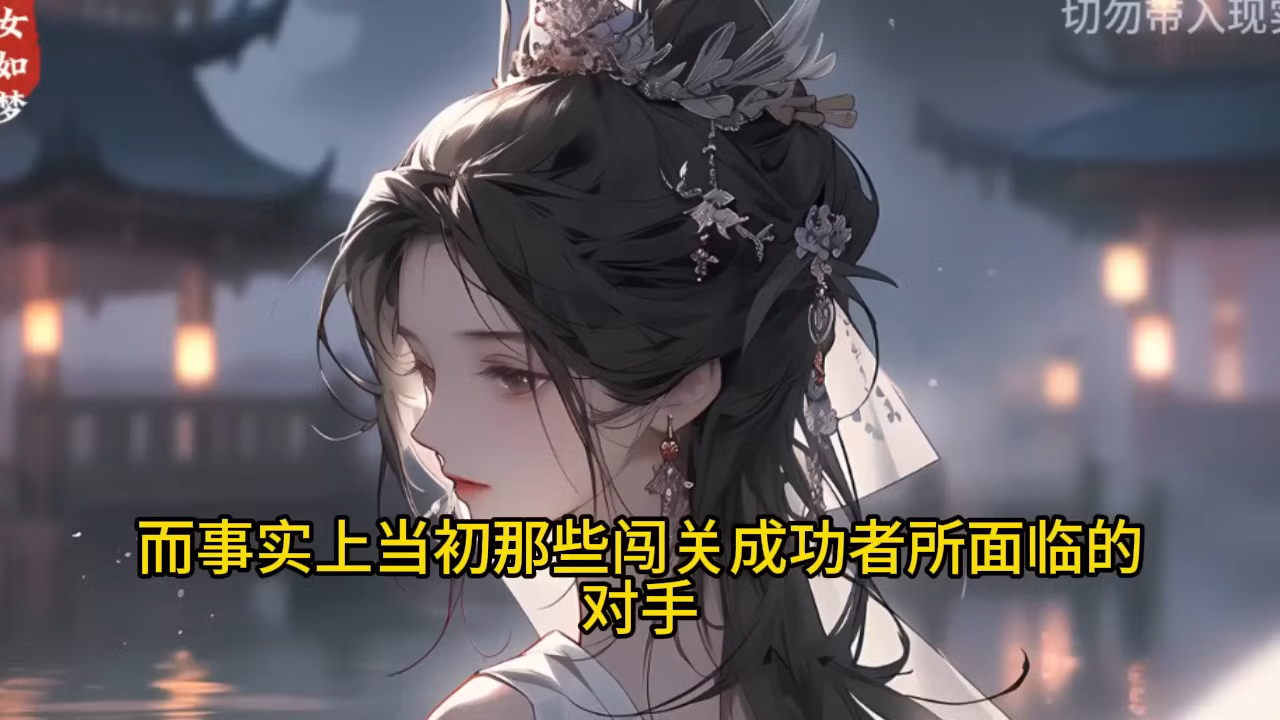 女如梦
切勿带入现实
而事实上当初那些闯关成功者所面临的
对手